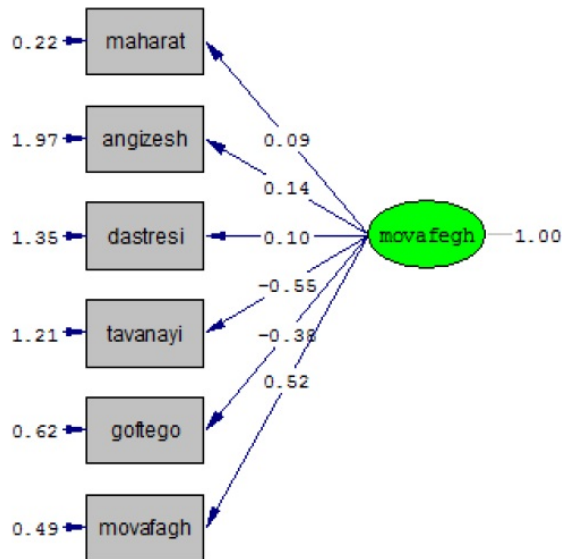 0.22 maharat
0.09
1.97 angizesh
0.14
1.35 dastresi 0.10 movafegh 1.00
-0.55
1.21 tavanayi
-0.38
0.52
0.62 goftego
0.49 movafagh